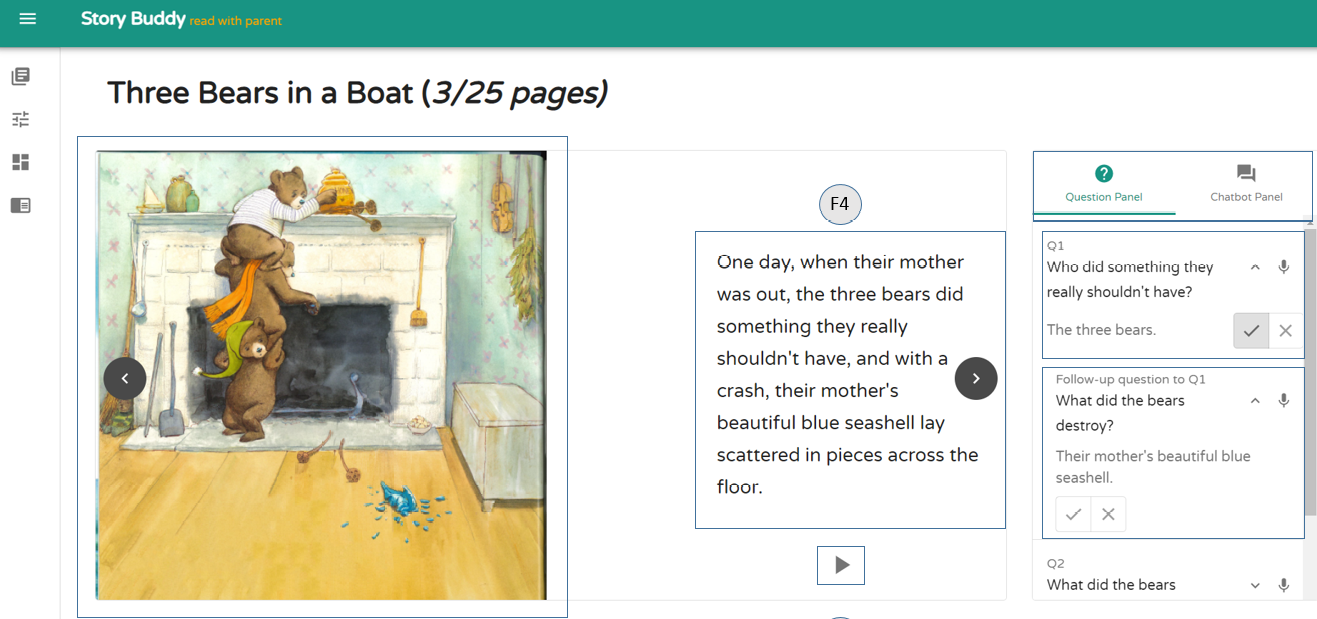 Story Buddy read with parent
Three Bears in a Boat (3/25 pages)
F4
One day, when their mother
was out, the three bears did
something they really
shouldn't have, and with a
crash, their mother's
beautiful blue seashell lay
scattered in pieces across the
floor.
Question Panel
Chatbot Panel
Q1
Who did something they
really shouldn't have?
The three bears.
Follow-up question to Q1
What did the bears
destroy?
Their mother's beautiful blue
seashell.
Q2
What did the bears